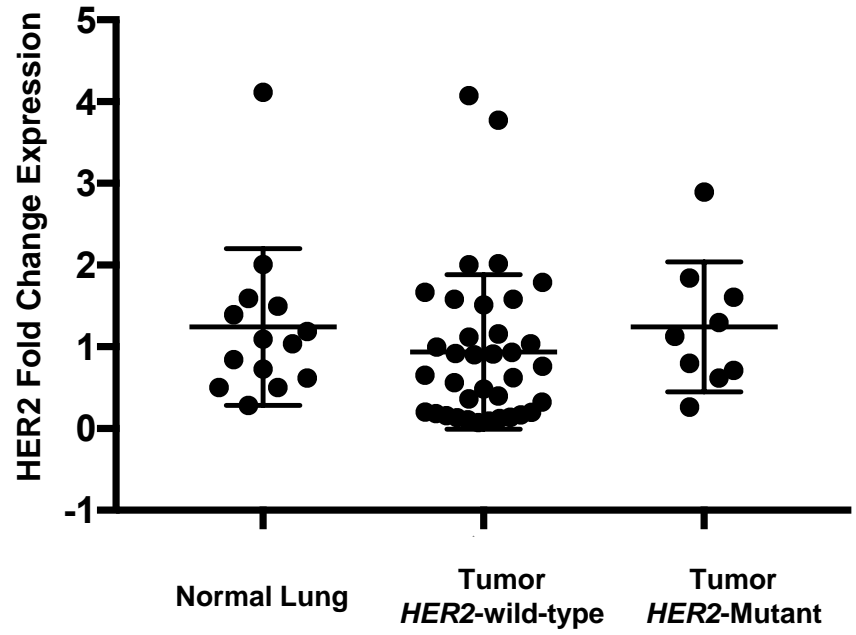 HER2 Fold Change Expression
5
4
3
2
1
0
-1
Normal Lung
Tumor
HER2-wild-type
Tumor
HER2-Mutant